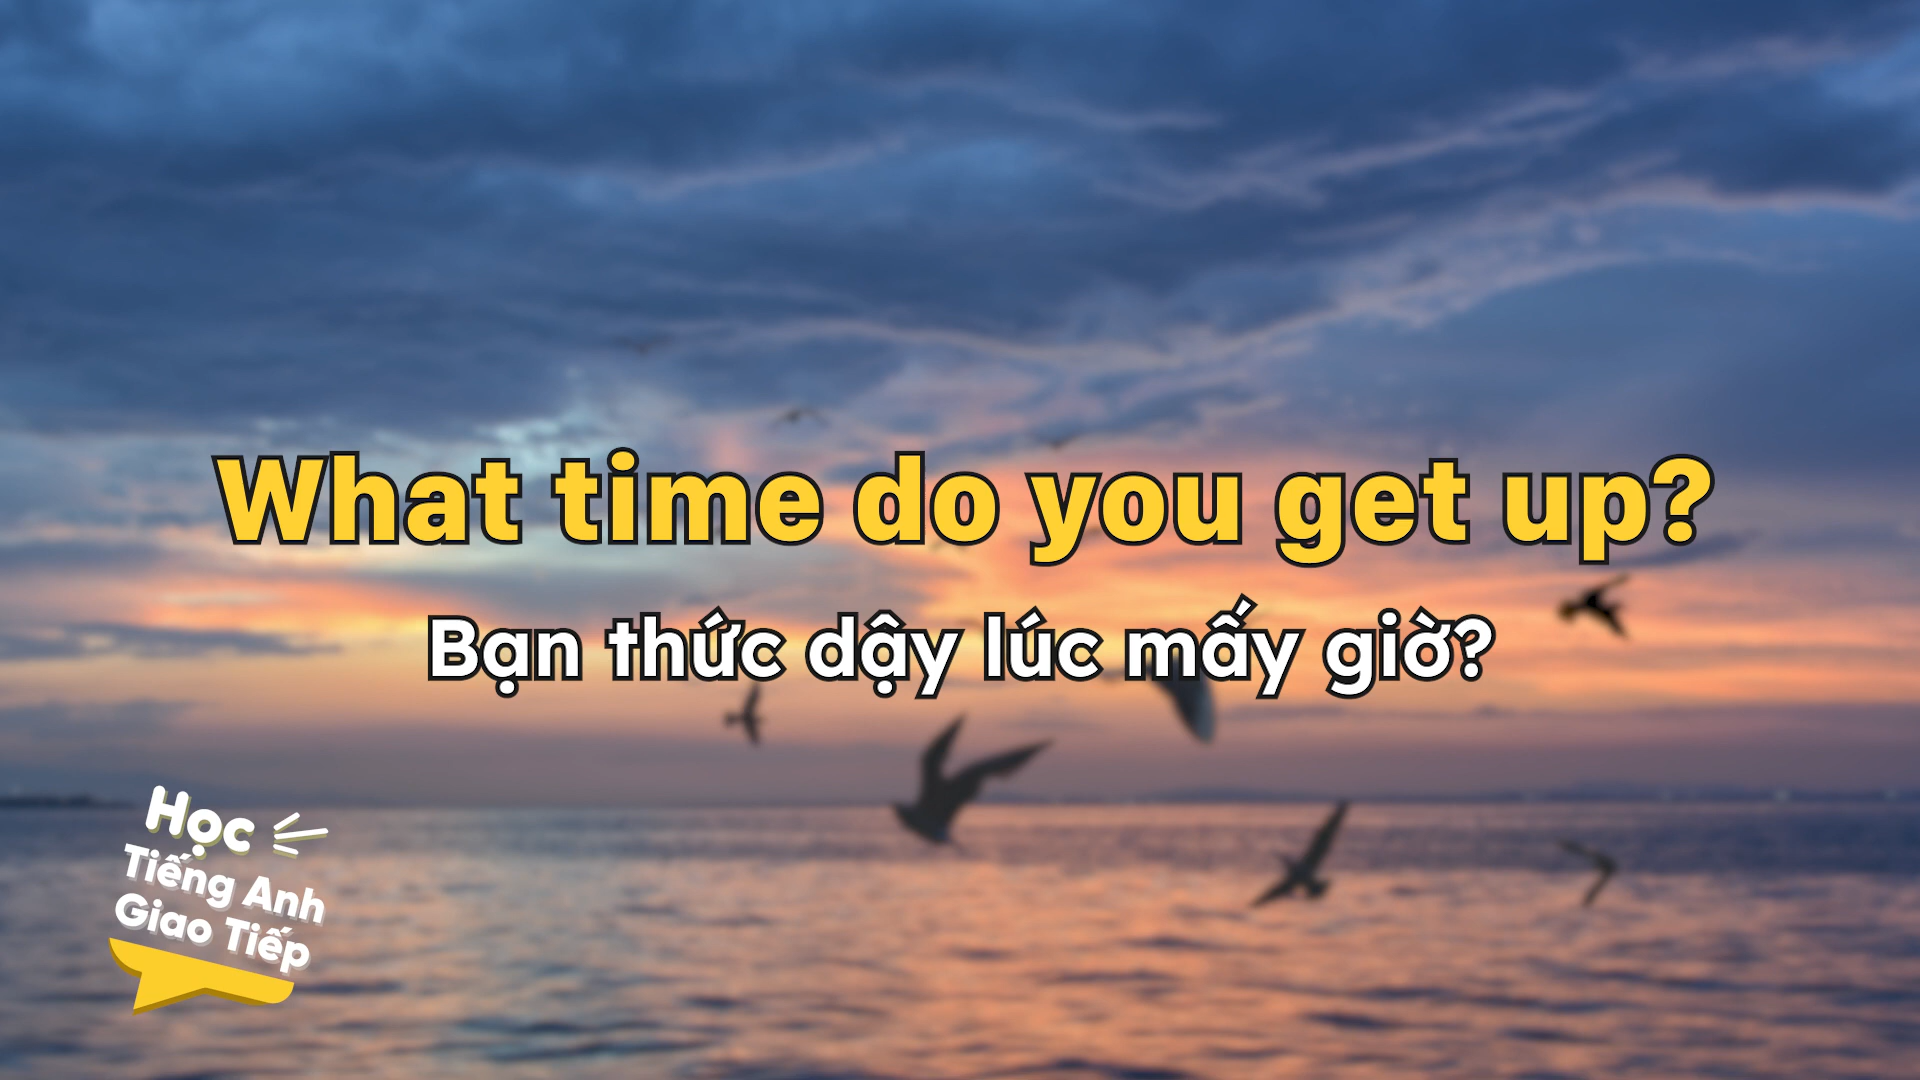 What time do you get up?
Bạn thức dậy lúc mấy giờ?
Học
Tiếng Anh
Giao Tiếp